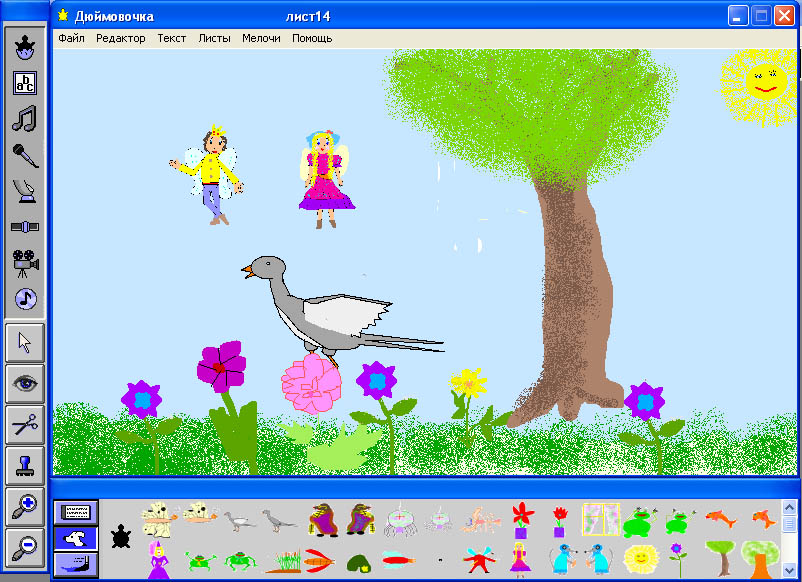 Дюймовочка лист14
Файл Редактор Текст Листы Мелочи Помощь
b
a c